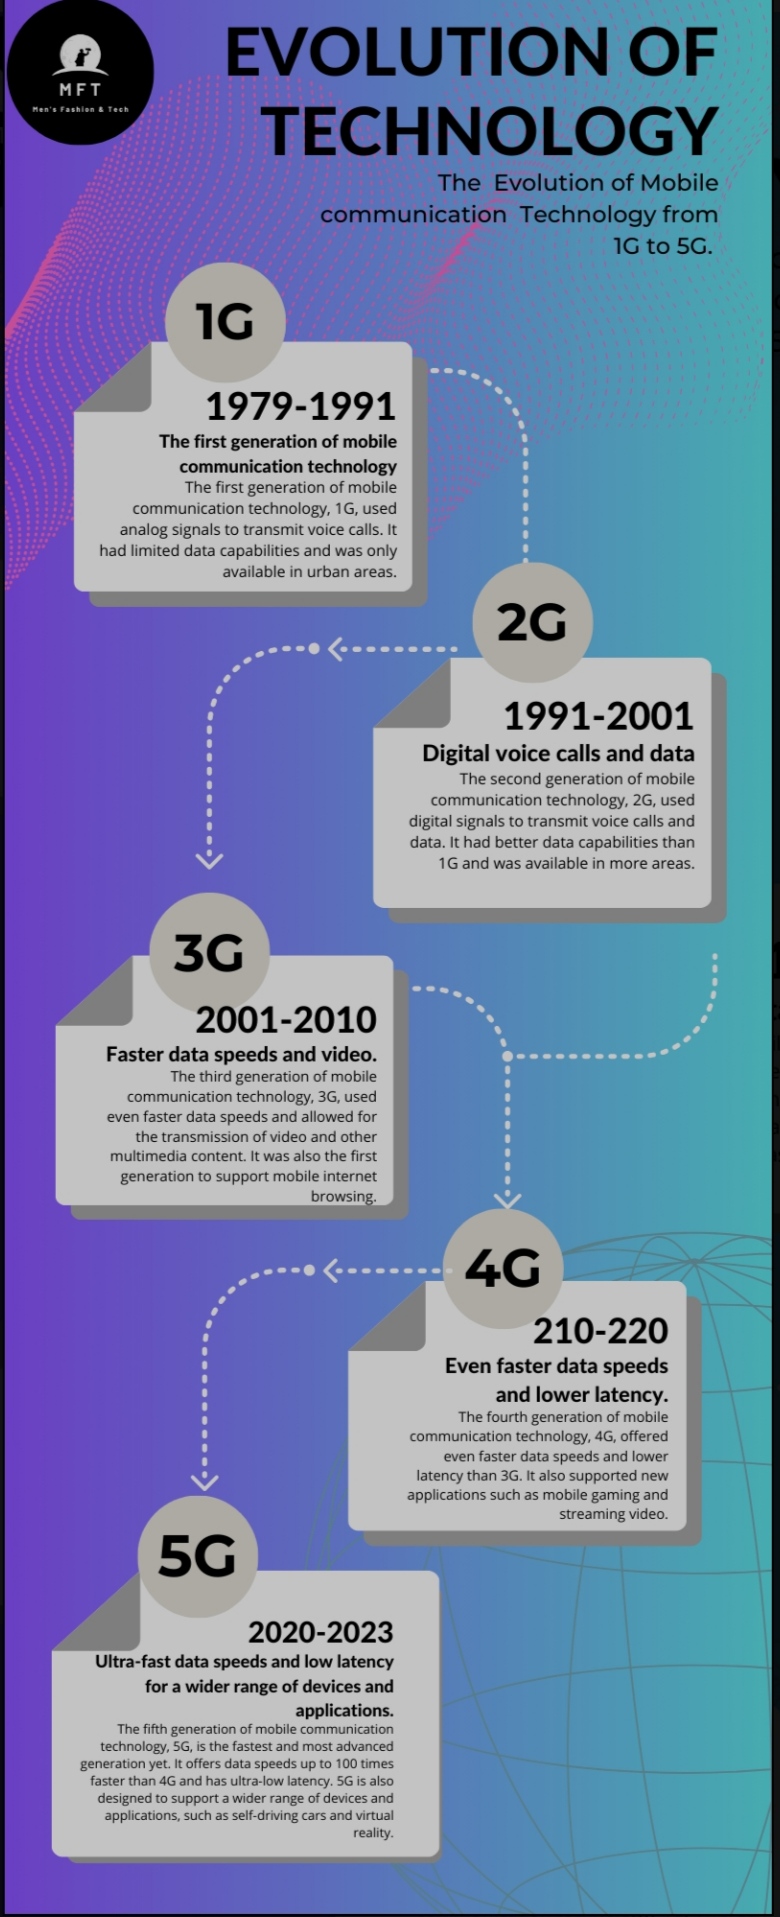 MFT
Men's Fashion & Tech
EVOLUTION OF
TECHNOLOGY
The Evolution of Mobile
communication Technology from
1G to 5G.
1G
1979-1991
The first generation of mobile
communication technology
The first generation of mobile
communication technology, 1G, used
analog signals to transmit voice calls. It
had limited data capabilities and was only
available in urban areas.
2G
1991-2001
Digital voice calls and data
The second generation of mobile
communication technology, 2G, used
digital signals to transmit voice calls and
data. It had better data capabilities than
1G and was available in more areas.
3G
2001-2010
Faster data speeds and video.
The third generation of mobile
communication technology, 3G, used
even faster data speeds and allowed for
the transmission of video and other
multimedia content. It was also the first
generation to support mobile internet
browsing.
4G
210-220
Even faster data speeds
and lower latency.
The fourth generation of mobile
communication technology, 4G, offered
even faster data speeds and lower
latency than 3G. It also supported new
applications such as mobile gaming and
streaming video.
5G
2020-2023
Ultra-fast data speeds and low latency
for a wider range of devices and
applications.
The fifth generation of mobile communication
technology, 5G, is the fastest and most advanced
generation yet. It offers data speeds up to 100 times
faster than 4G and has ultra-low latency. 5G is also
designed to support a wider range of devices and
applications, such as self-driving cars and virtual
reality.